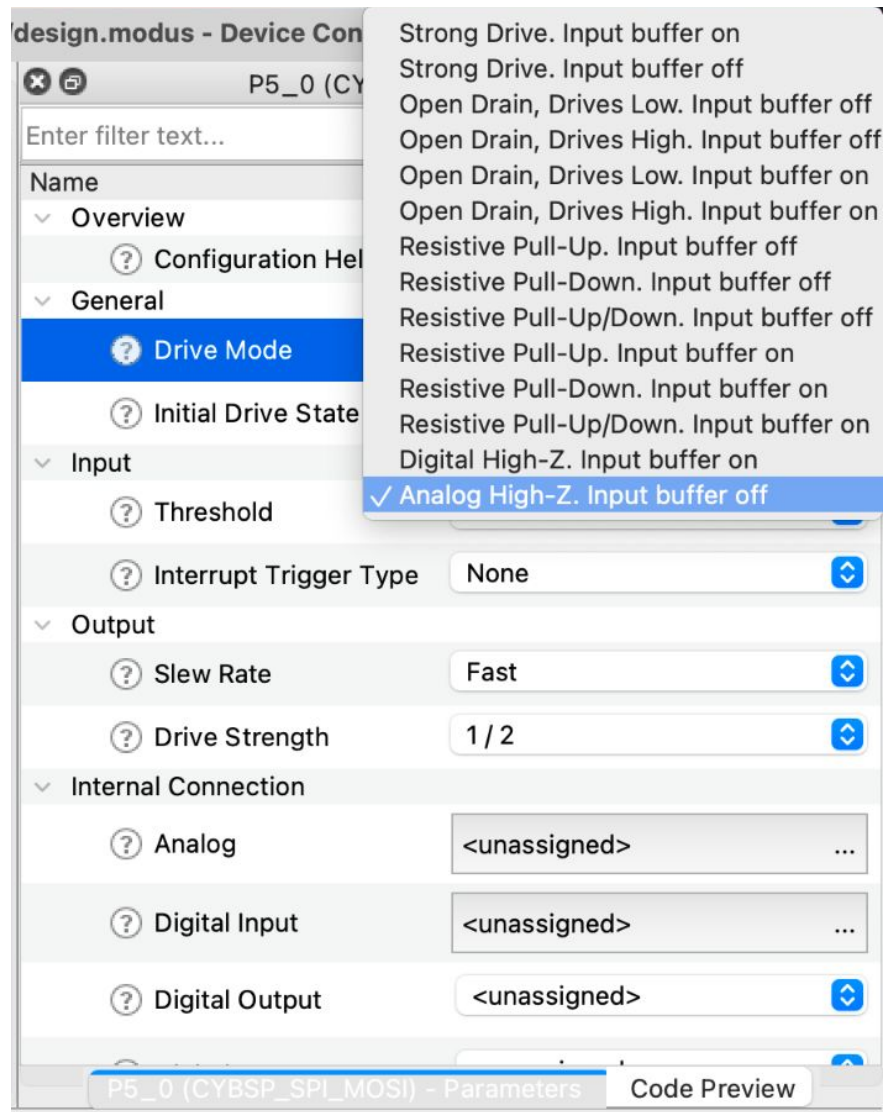 /design.modus - Device Con
P5_0 (CY
Enter filter text...
Name
Overview
Configuration Hel
General
Drive Mode
Initial Drive State
Input
Threshold
Strong Drive. Input buffer on
Strong Drive. Input buffer off
Open Drain, Drives Low. Input buffer off
Open Drain, Drives High. Input buffer off
Open Drain, Drives Low. Input buffer on
Open Drain, Drives High. Input buffer on
Resistive Pull-Up. Input buffer off
Resistive Pull-Down. Input buffer off
Resistive Pull-Up/Down. Input buffer off
Resistive Pull-Up. Input buffer on
Resistive Pull-Down. Input buffer on
Resistive Pull-Up/Down. Input buffer on
Digital High-Z. Input buffer on
✓ Analog High-Z. Input buffer off
Interrupt Trigger Type None
Output
Slew Rate Fast
Drive Strength 1 / 2
Internal Connection
Analog <unassigned> ...
Digital Input <unassigned> ...
Digital Output <unassigned>
P5_0 (CYBSP_SPI_MOSI) - Parameters Code Preview